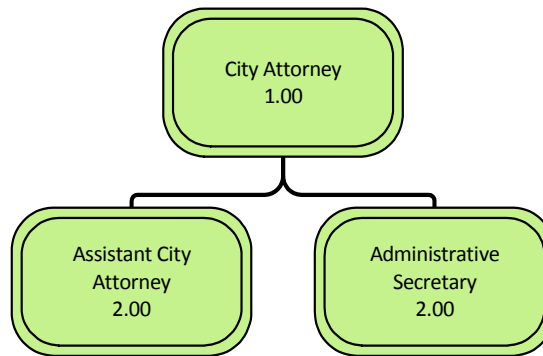 City Attorney
1.00
Assistant City
Attorney
2.00
Administrative
Secretary
2.00